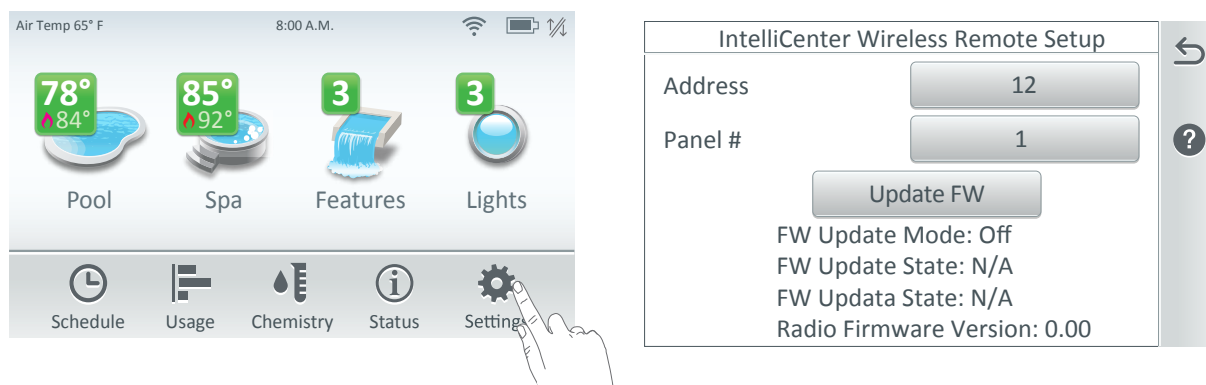 Air Temp 65° F 8:00 A.M.
78° 85° 3 3
84° 92°
Pool Spa Features Lights
Schedule Usage Chemistry Status Settings
IntelliCenter Wireless Remote Setup
Address 12
Panel # 1
Update FW
FW Update Mode: Off
FW Update State: N/A
FW Updata State: N/A
Radio Firmware Version: 0.00
?